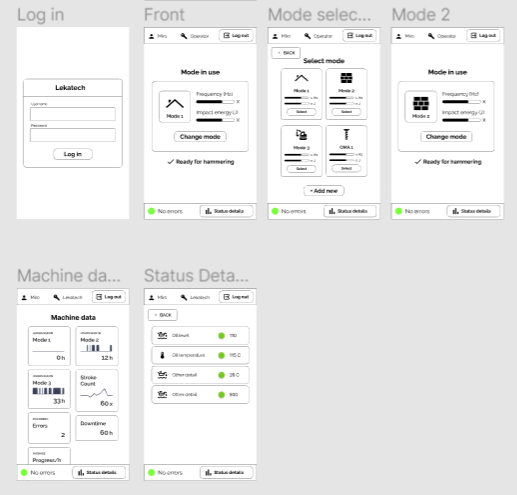 Log in
Lekatech
Username
Password
Log in
Front
Miro
Operator
Log out
Mode in use
Mode 1
Frequency (Hz)
X
Impact energy (J)
X
Change mode
Ready for hammering
No errors
Status details
Mode selec...
Miro
Operator
Log out
< BACK
Select mode
Mode 1
Select
Mode 2
Select
Mode 3
Select
Select
+ Add new
No errors
Status details
Mode 2
Miro
Operator
Log out
Mode in use
Mode 2
Frequency (Hz)
X
Impact energy (J)
X
Change mode
Ready for hammering
No errors
Status details
Machine da...
Miro
Lekatech
Log out
Machine data
Mode 1
0 h
Mode 2
12 h
Mode 3
33 h
Stroke
Count
60 x
Errors
2
Downtime
60 h
Progress/h
No errors
Status details
Status Deta...
Miro
Lekatech
Log out
< BACK
Oil level
110
Oil temperature
115 C
Other detail
26 C
Other detail
No errors
Status details